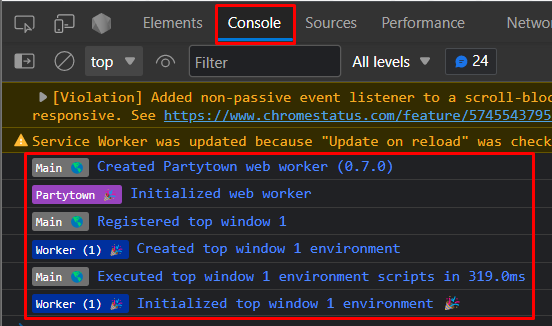 Elements Console Sources Performance Network
top Filter All levels 24
[Violation] Added non-passive event listener to a scroll-bloc
responsive. See https://www.chromestatus.com/feature/5745543795
Service Worker was updated because "Update on reload" was check
Main 🌎 Created Partytown web worker (0.7.0)
Partytown 🎉 Initialized web worker
Main 🌎 Registered top window 1
Worker (1) 🎉 Created top window 1 environment
Main 🌎 Executed top window 1 environment scripts in 319.0ms
Worker (1) 🎉 Initialized top window 1 environment 🎉